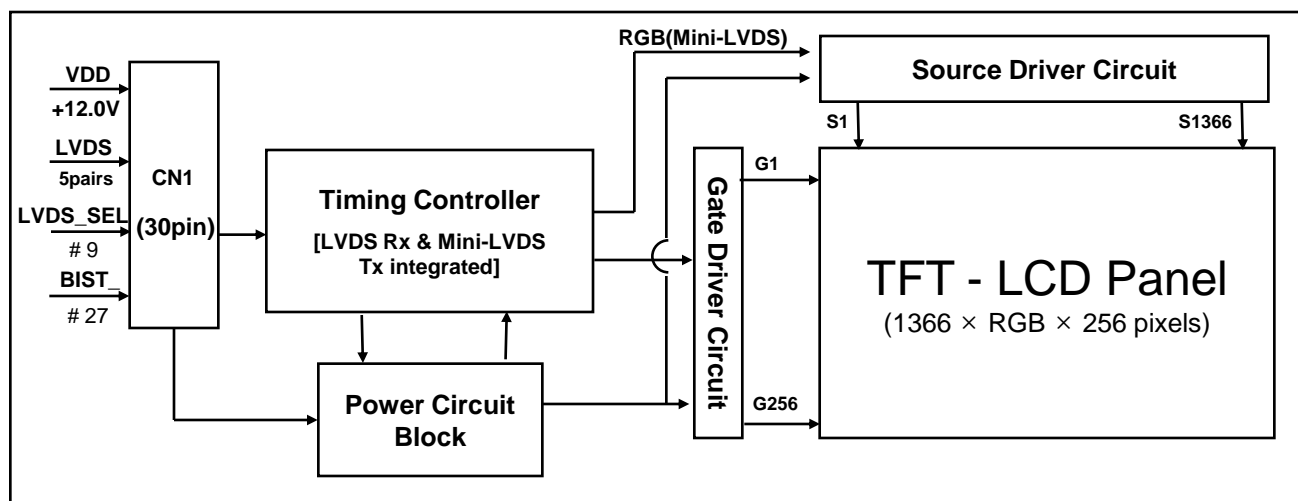 VDD
+12.0V
LVDS
5pairs
LVDS_SEL
# 9
BIST_
# 27
CN1
(30pin)
Timing Controller
[LVDS Rx & Mini-LVDS
Tx integrated]
Power Circuit
Block
RGB(Mini-LVDS)
Source Driver Circuit
S1
S1366
Gate Driver Circuit
G1
G256
TFT - LCD Panel
(1366 × RGB × 256 pixels)